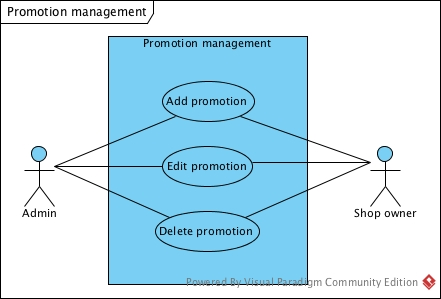 Promotion management
Promotion management
Add promotion
Edit promotion
Admin
Shop owner
Delete promotion
Powered By Visual Paradigm Community Edition